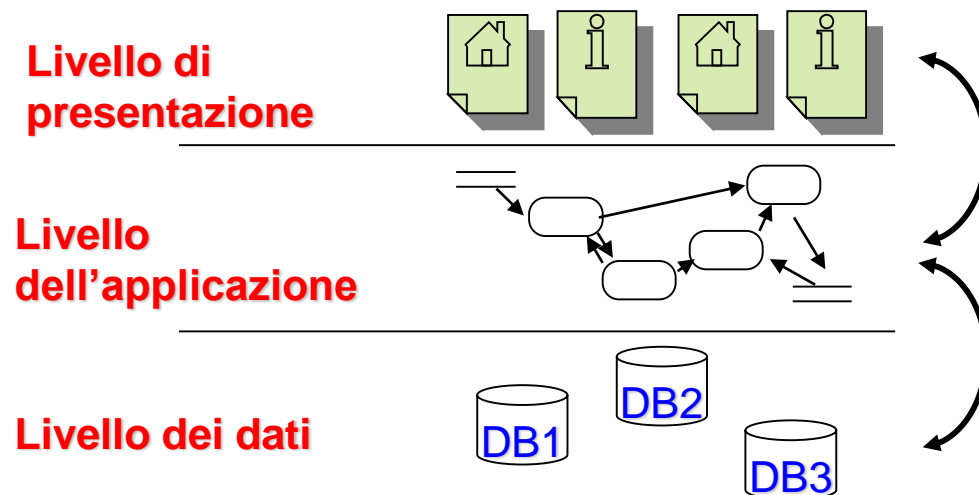 Livello di
presentazione
Livello
dell’applicazione
Livello dei dati
DB1
DB2
DB3